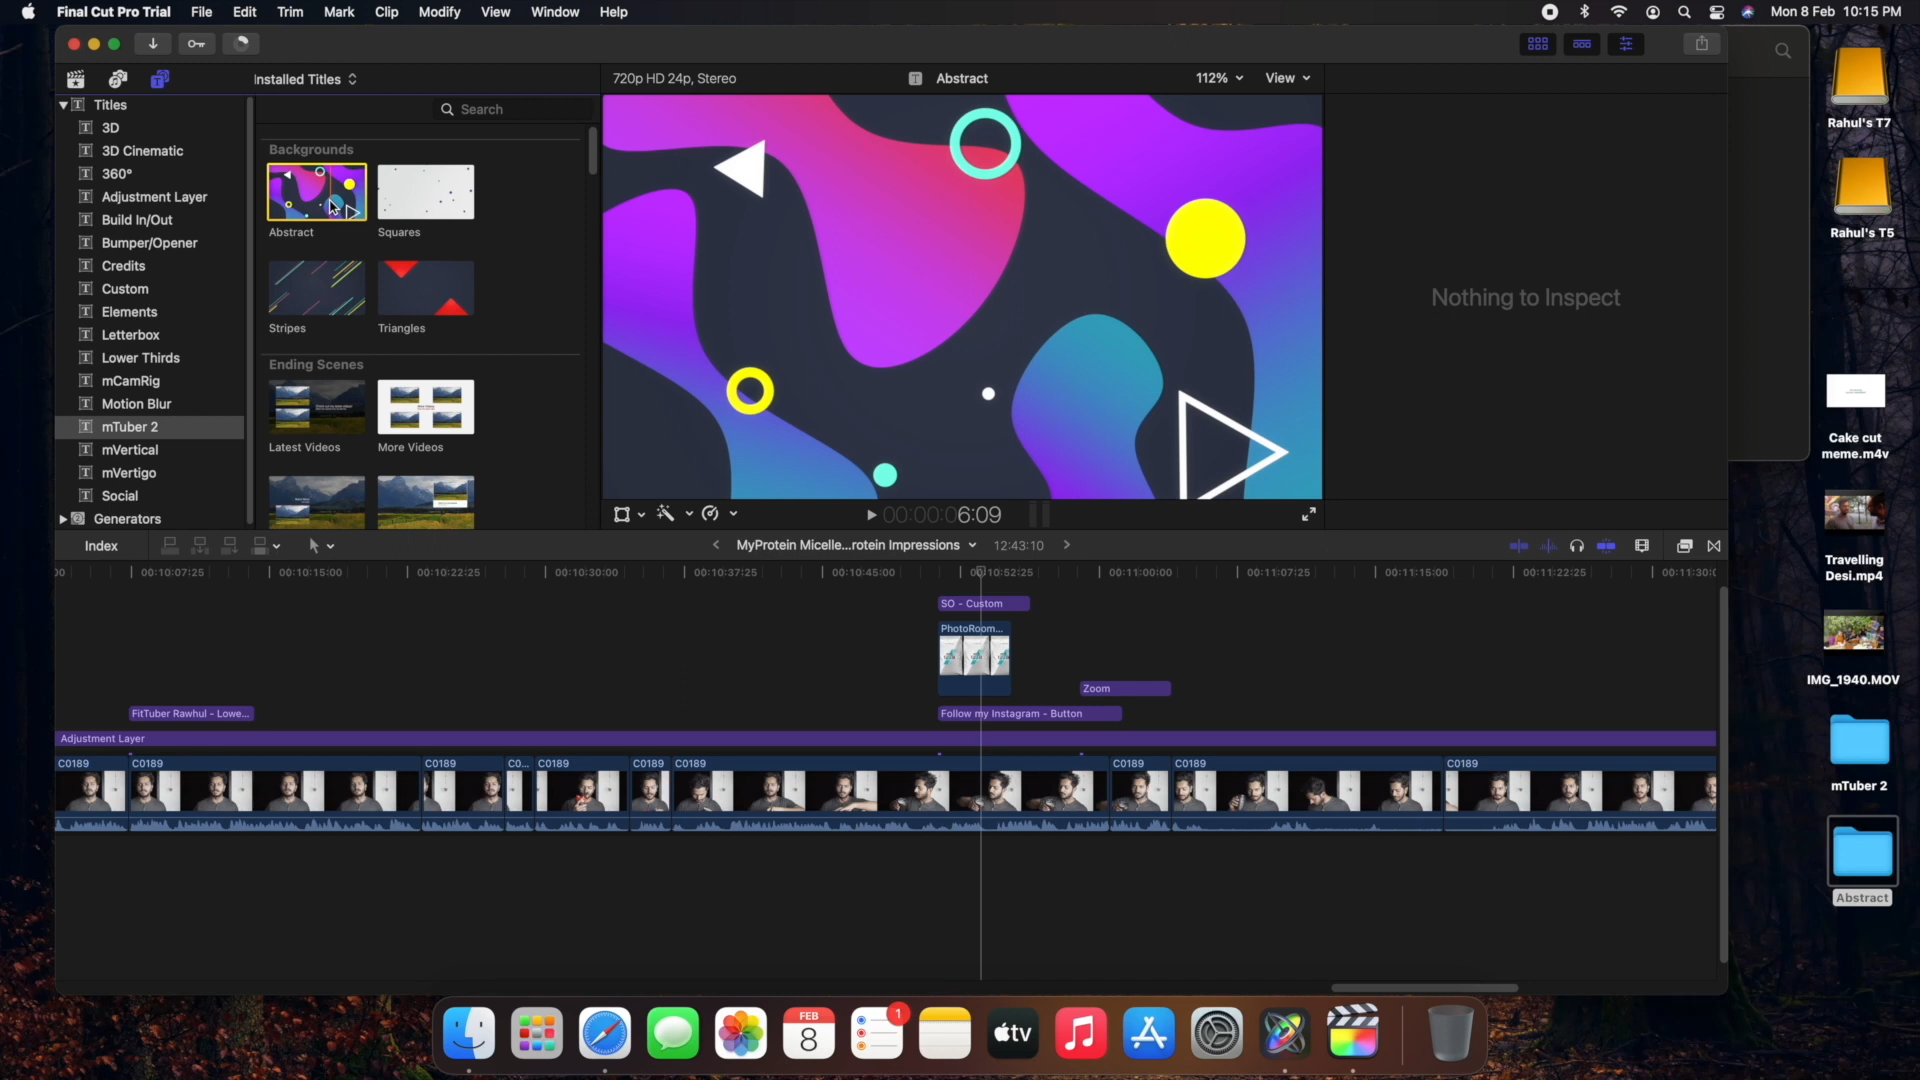 Final Cut Pro Trial File Edit Trim Mark Clip Modify View Window Help
Mon 8 Feb 10:15 PM
Installed Titles
720p HD 24p, Stereo
Abstract
112%
View
Titles
3D
3D Cinematic
360°
Adjustment Layer
Build In/Out
Bumper/Opener
Credits
Custom
Elements
Letterbox
Lower Thirds
mCamRig
Motion Blur
mTuber 2
mVertical
mVertigo
Social
Generators
Search
Backgrounds
Abstract
Squares
Stripes
Triangles
Ending Scenes
Latest Videos
More Videos
00:00:06:09
Nothing to Inspect
Index
MyProtein Micelle...rotein Impressions
12:43:10
00 00:10:07:25 00:10:15:00 00:10:22:25 00:10:30:00 00:10:37:25 00:10:45:00 00:10:52:25 00:11:00:00 00:11:07:25 00:11:15:00 00:11:22:25 00:11:30:0
SO - Custom
PhotoRoom...
Zoom
FitTuber Rawhul - Lowe...
Follow my Instagram - Button
Adjustment Layer
C0189 C0189 C0189 C0... C0189 C0189 C0189 C0189 C0189 C0189
Rahul's T7
Rahul's T5
Cake cut
meme.m4v
Travelling
Desi.mp4
IMG_1940.MOV
mTuber 2
Abstract
FEB
8
1
tv